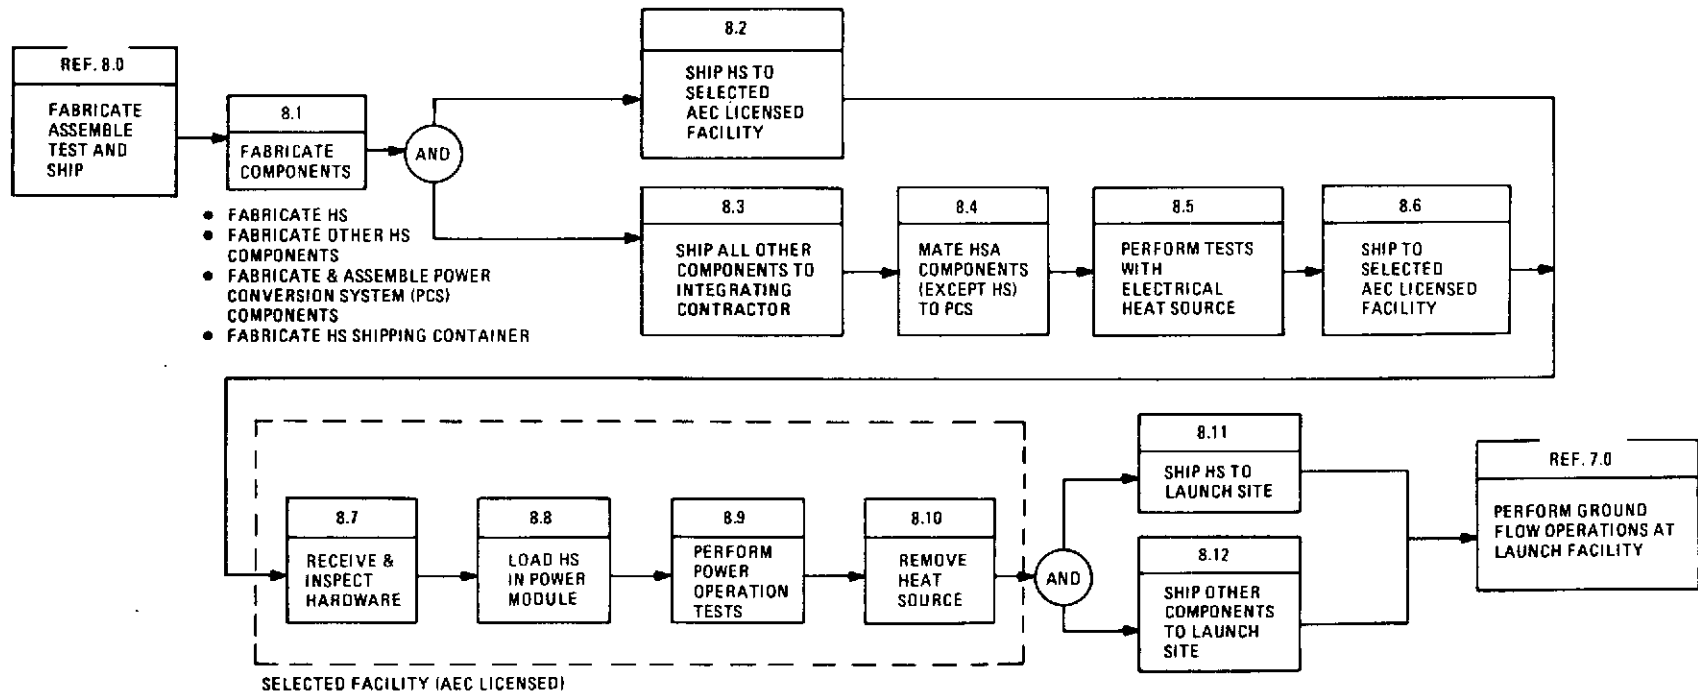 REF. 8.0
FABRICATE
ASSEMBLE
TEST AND
SHIP
8.1
FABRICATE
COMPONENTS
● FABRICATE HS
● FABRICATE OTHER HS
COMPONENTS
● FABRICATE & ASSEMBLE POWER
CONVERSION SYSTEM (PCS)
COMPONENTS
● FABRICATE HS SHIPPING CONTAINER
AND
8.2
SHIP HS TO
SELECTED
AEC LICENSED
FACILITY
8.3
SHIP ALL OTHER
COMPONENTS TO
INTEGRATING
CONTRACTOR
8.4
MATE HSA
COMPONENTS
(EXCEPT HS)
TO PCS
8.5
PERFORM TESTS
WITH
ELECTRICAL
HEAT SOURCE
8.6
SHIP TO
SELECTED
AEC LICENSED
FACILITY
8.7
RECEIVE &
INSPECT
HARDWARE
8.8
LOAD HS
IN POWER
MODULE
8.9
PERFORM
POWER
OPERATION
TESTS
8.10
REMOVE
HEAT
SOURCE
SELECTED FACILITY (AEC LICENSED)
AND
8.11
SHIP HS TO
LAUNCH SITE
8.12
SHIP OTHER
COMPONENTS
TO LAUNCH
SITE
REF. 7.0
PERFORM GROUND
FLOW OPERATIONS AT
LAUNCH FACILITY